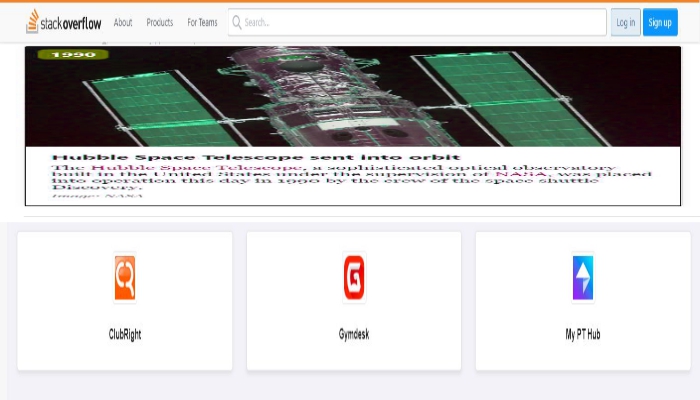 stackoverflow About Products For Teams Search... Log in Sign up
1990
Hubble Space Telescope sent into orbit
The Hubble Space Telescope, a sophisticated optical observatory
built in the United States under the supervision of NASA, was placed
into operation this day in 1990 by the crew of the space shuttle
Discovery.
Image: NASA
ClubRight Gymdesk My PT Hub